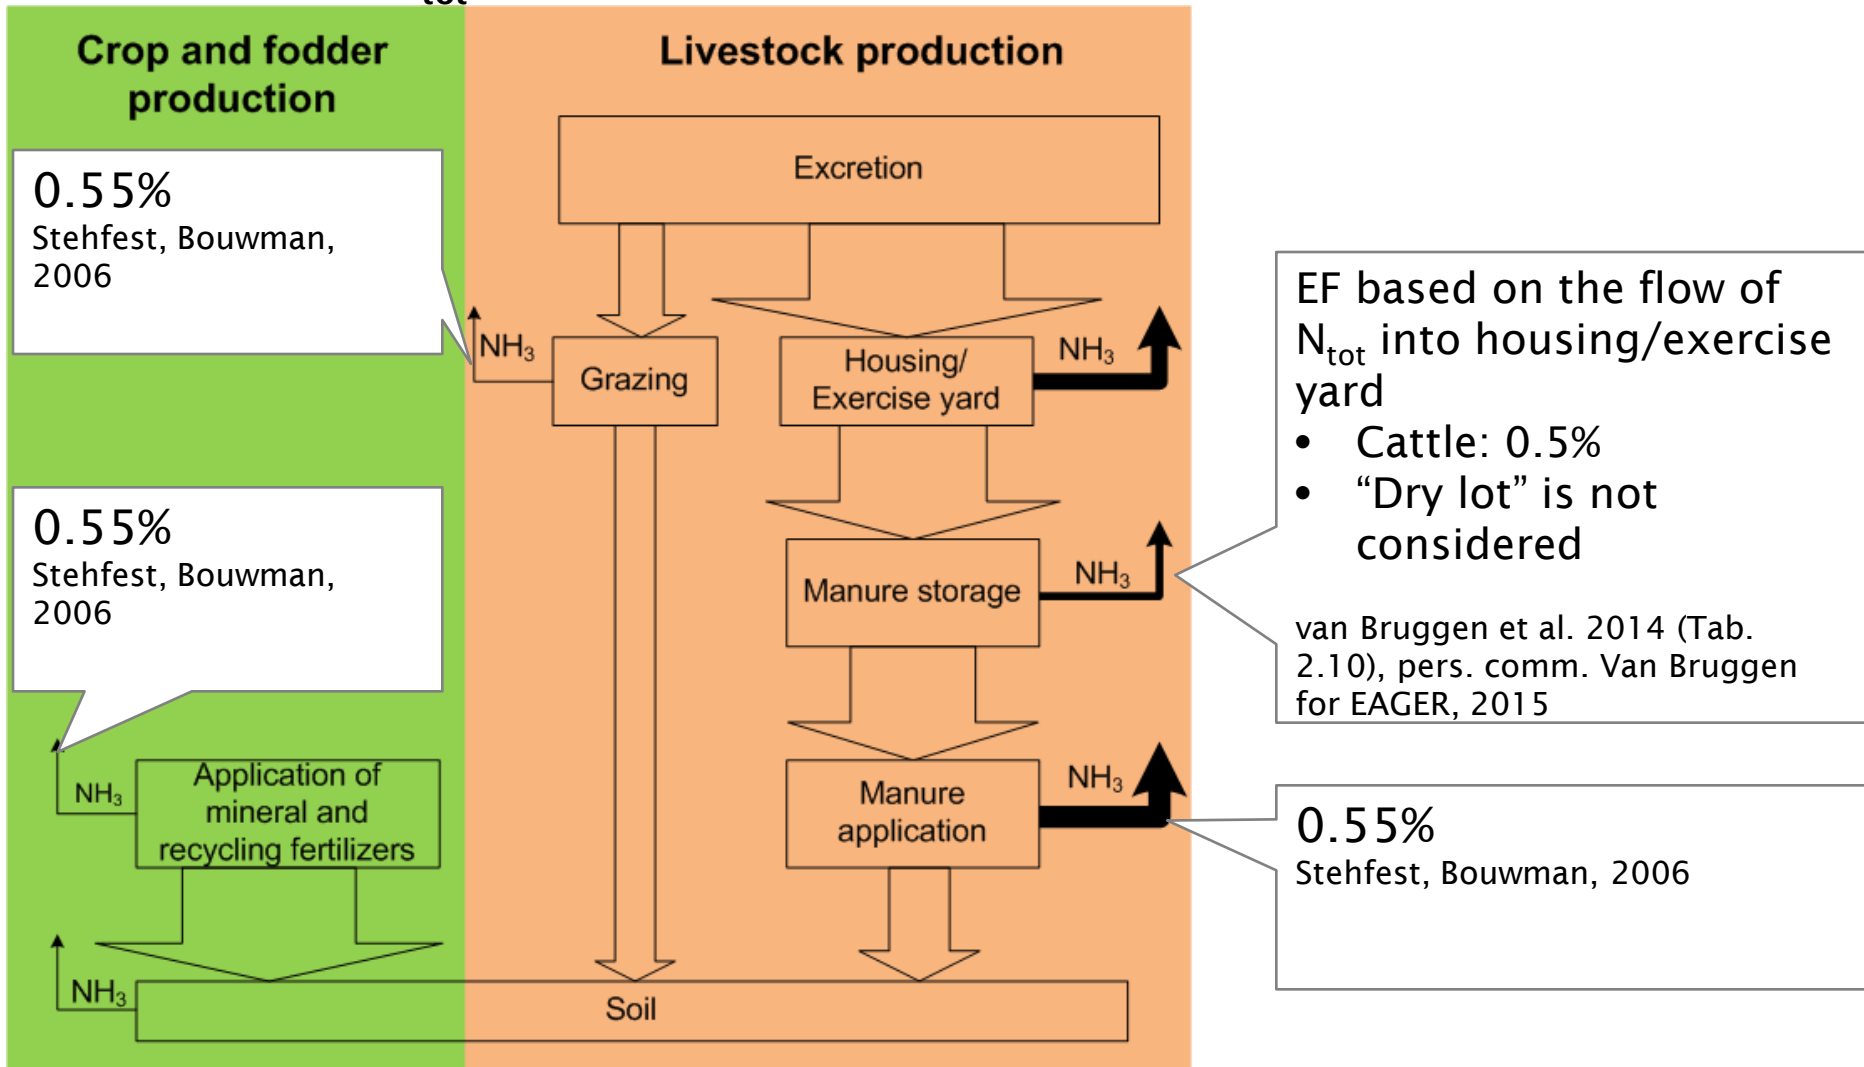 tot
Crop and fodder
production
Livestock production
0.55%
Stehfest, Bouwman,
2006
Excretion
NH₃
Grazing
Housing/
Exercise yard
NH₃
EF based on the flow of
Nₜₒₜ into housing/exercise
yard
• Cattle: 0.5%
• “Dry lot” is not
considered
van Bruggen et al. 2014 (Tab.
2.10), pers. comm. Van Bruggen
for EAGER, 2015
0.55%
Stehfest, Bouwman,
2006
Manure storage
NH₃
NH₃
Application of
mineral and
recycling fertilizers
Manure
application
NH₃
0.55%
Stehfest, Bouwman, 2006
NH₃
Soil